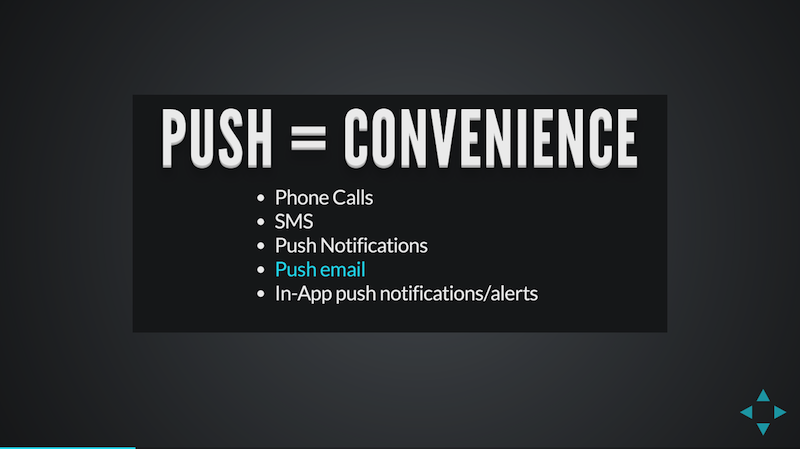 PUSH = CONVENIENCE
• Phone Calls
• SMS
• Push Notifications
• Push email
• In-App push notifications/alerts